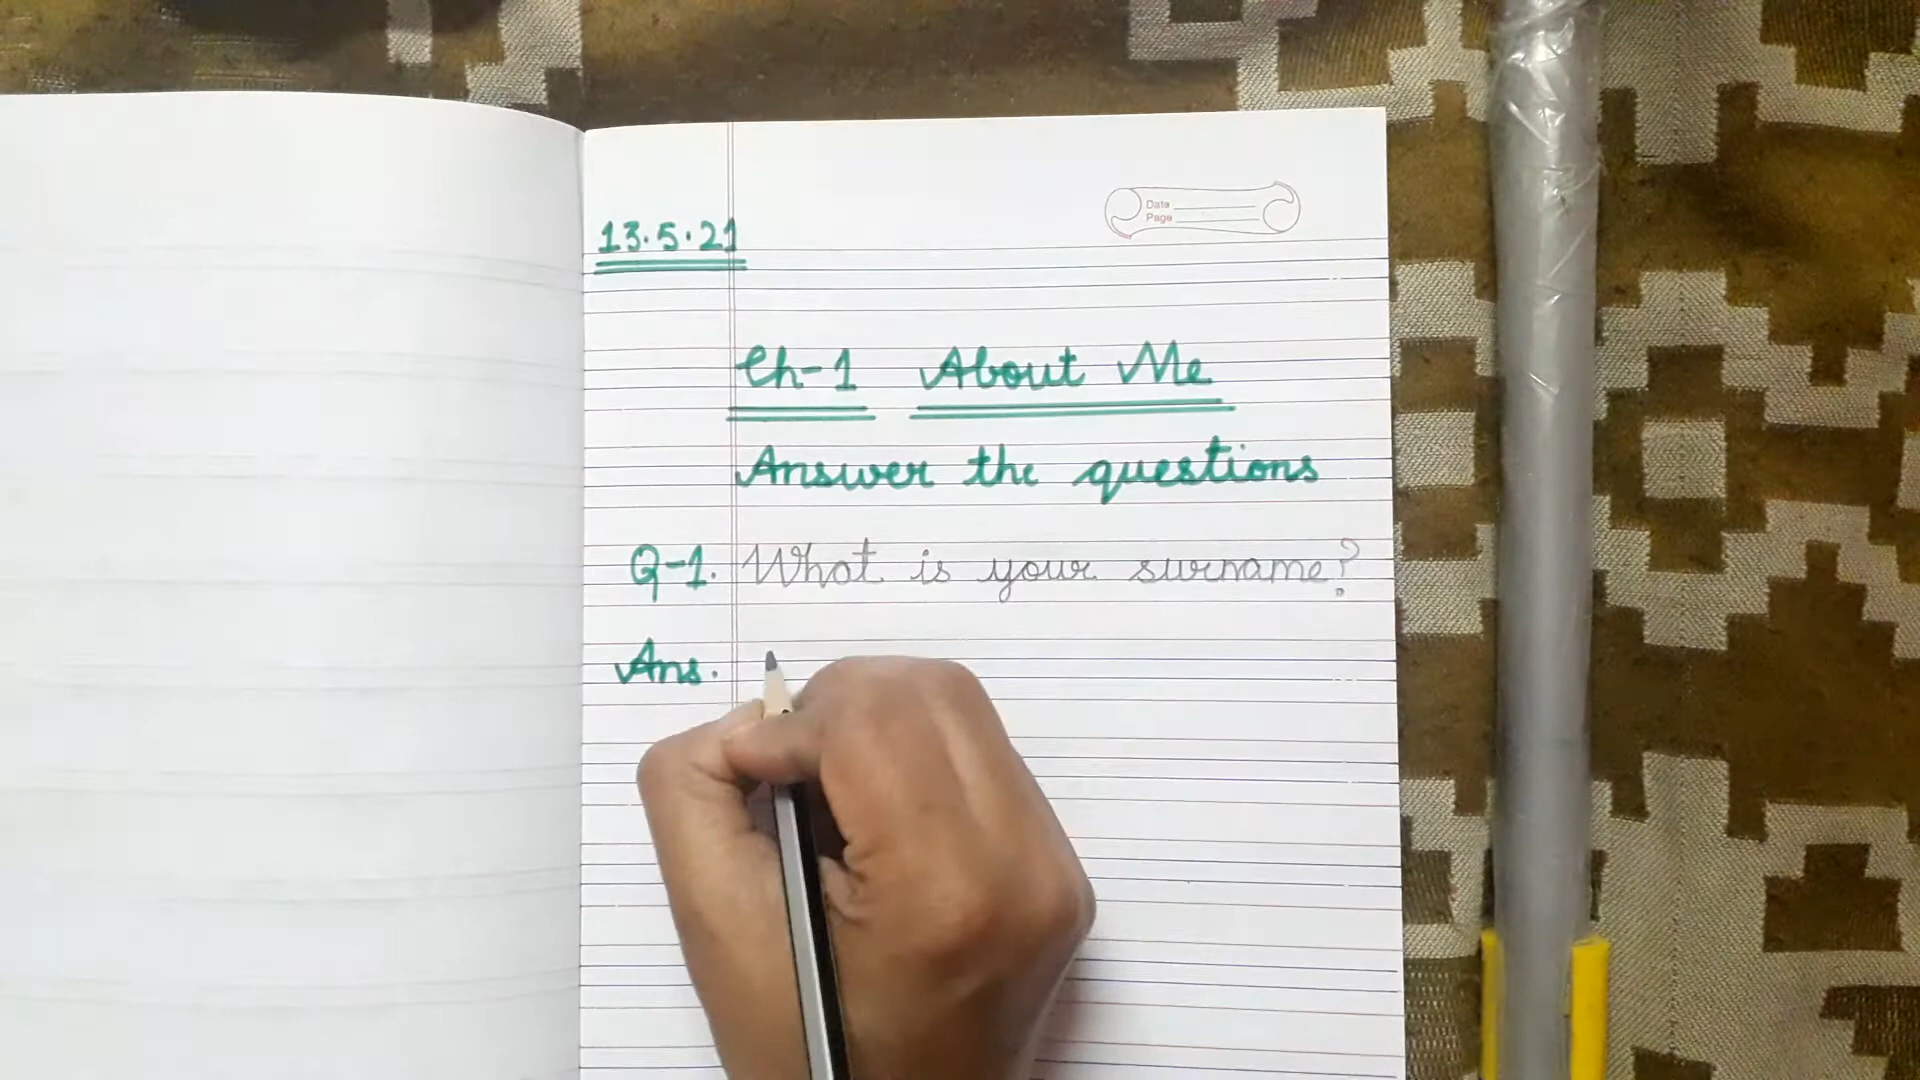 Date
Page
13.5.21
Ch-1 About Me
Answer the questions
Q-1. What is your surname?
Ans.